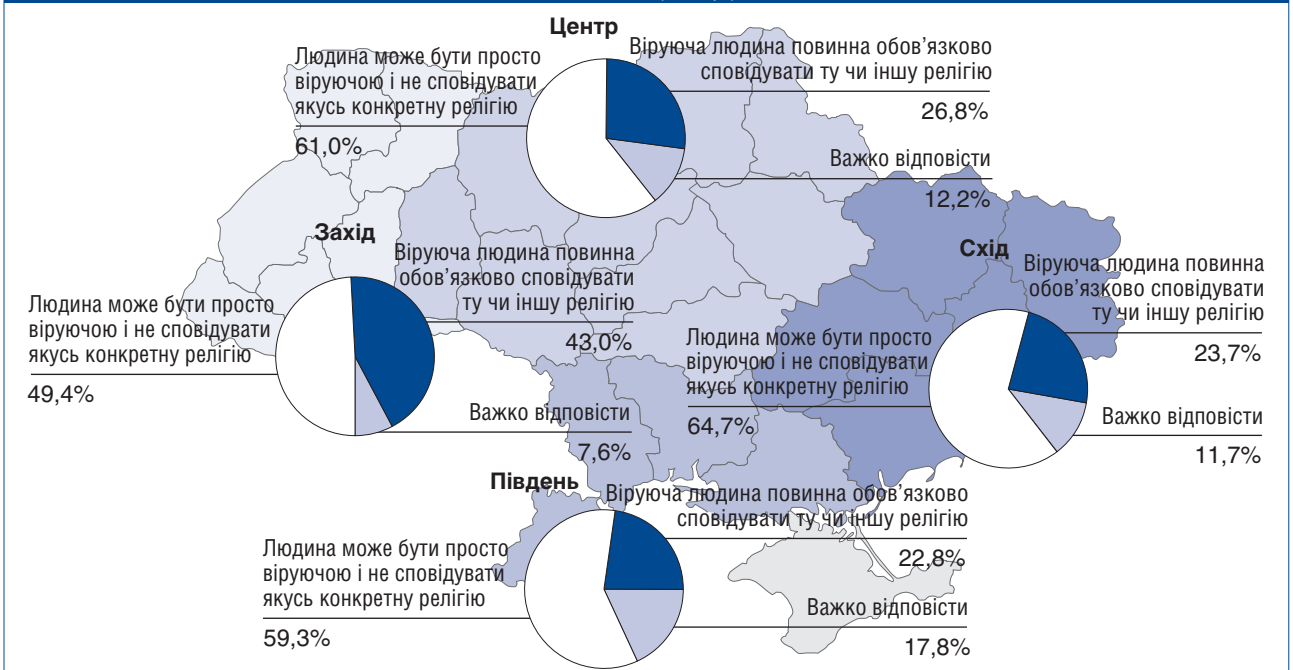 Центр
Людина може бути просто
віруючою і не сповідувати
якусь конкретну релігію
61,0%
Віруюча людина повинна обов’язково
сповідувати ту чи іншу релігію
26,8%
Важко відповісти
12,2%
Захід
Віруюча людина повинна
обов’язково сповідувати
ту чи іншу релігію
43,0%
Людина може бути просто
віруючою і не сповідувати
якусь конкретну релігію
49,4%
Важко відповісти
7,6%
Схід
Віруюча людина повинна
обов’язково сповідувати
ту чи іншу релігію
23,7%
Людина може бути просто
віруючою і не сповідувати
якусь конкретну релігію
64,7%
Важко відповісти
11,7%
Південь
Віруюча людина повинна обов’язково
сповідувати ту чи іншу релігію
22,8%
Людина може бути просто
віруючою і не сповідувати
якусь конкретну релігію
59,3%
Важко відповісти
17,8%